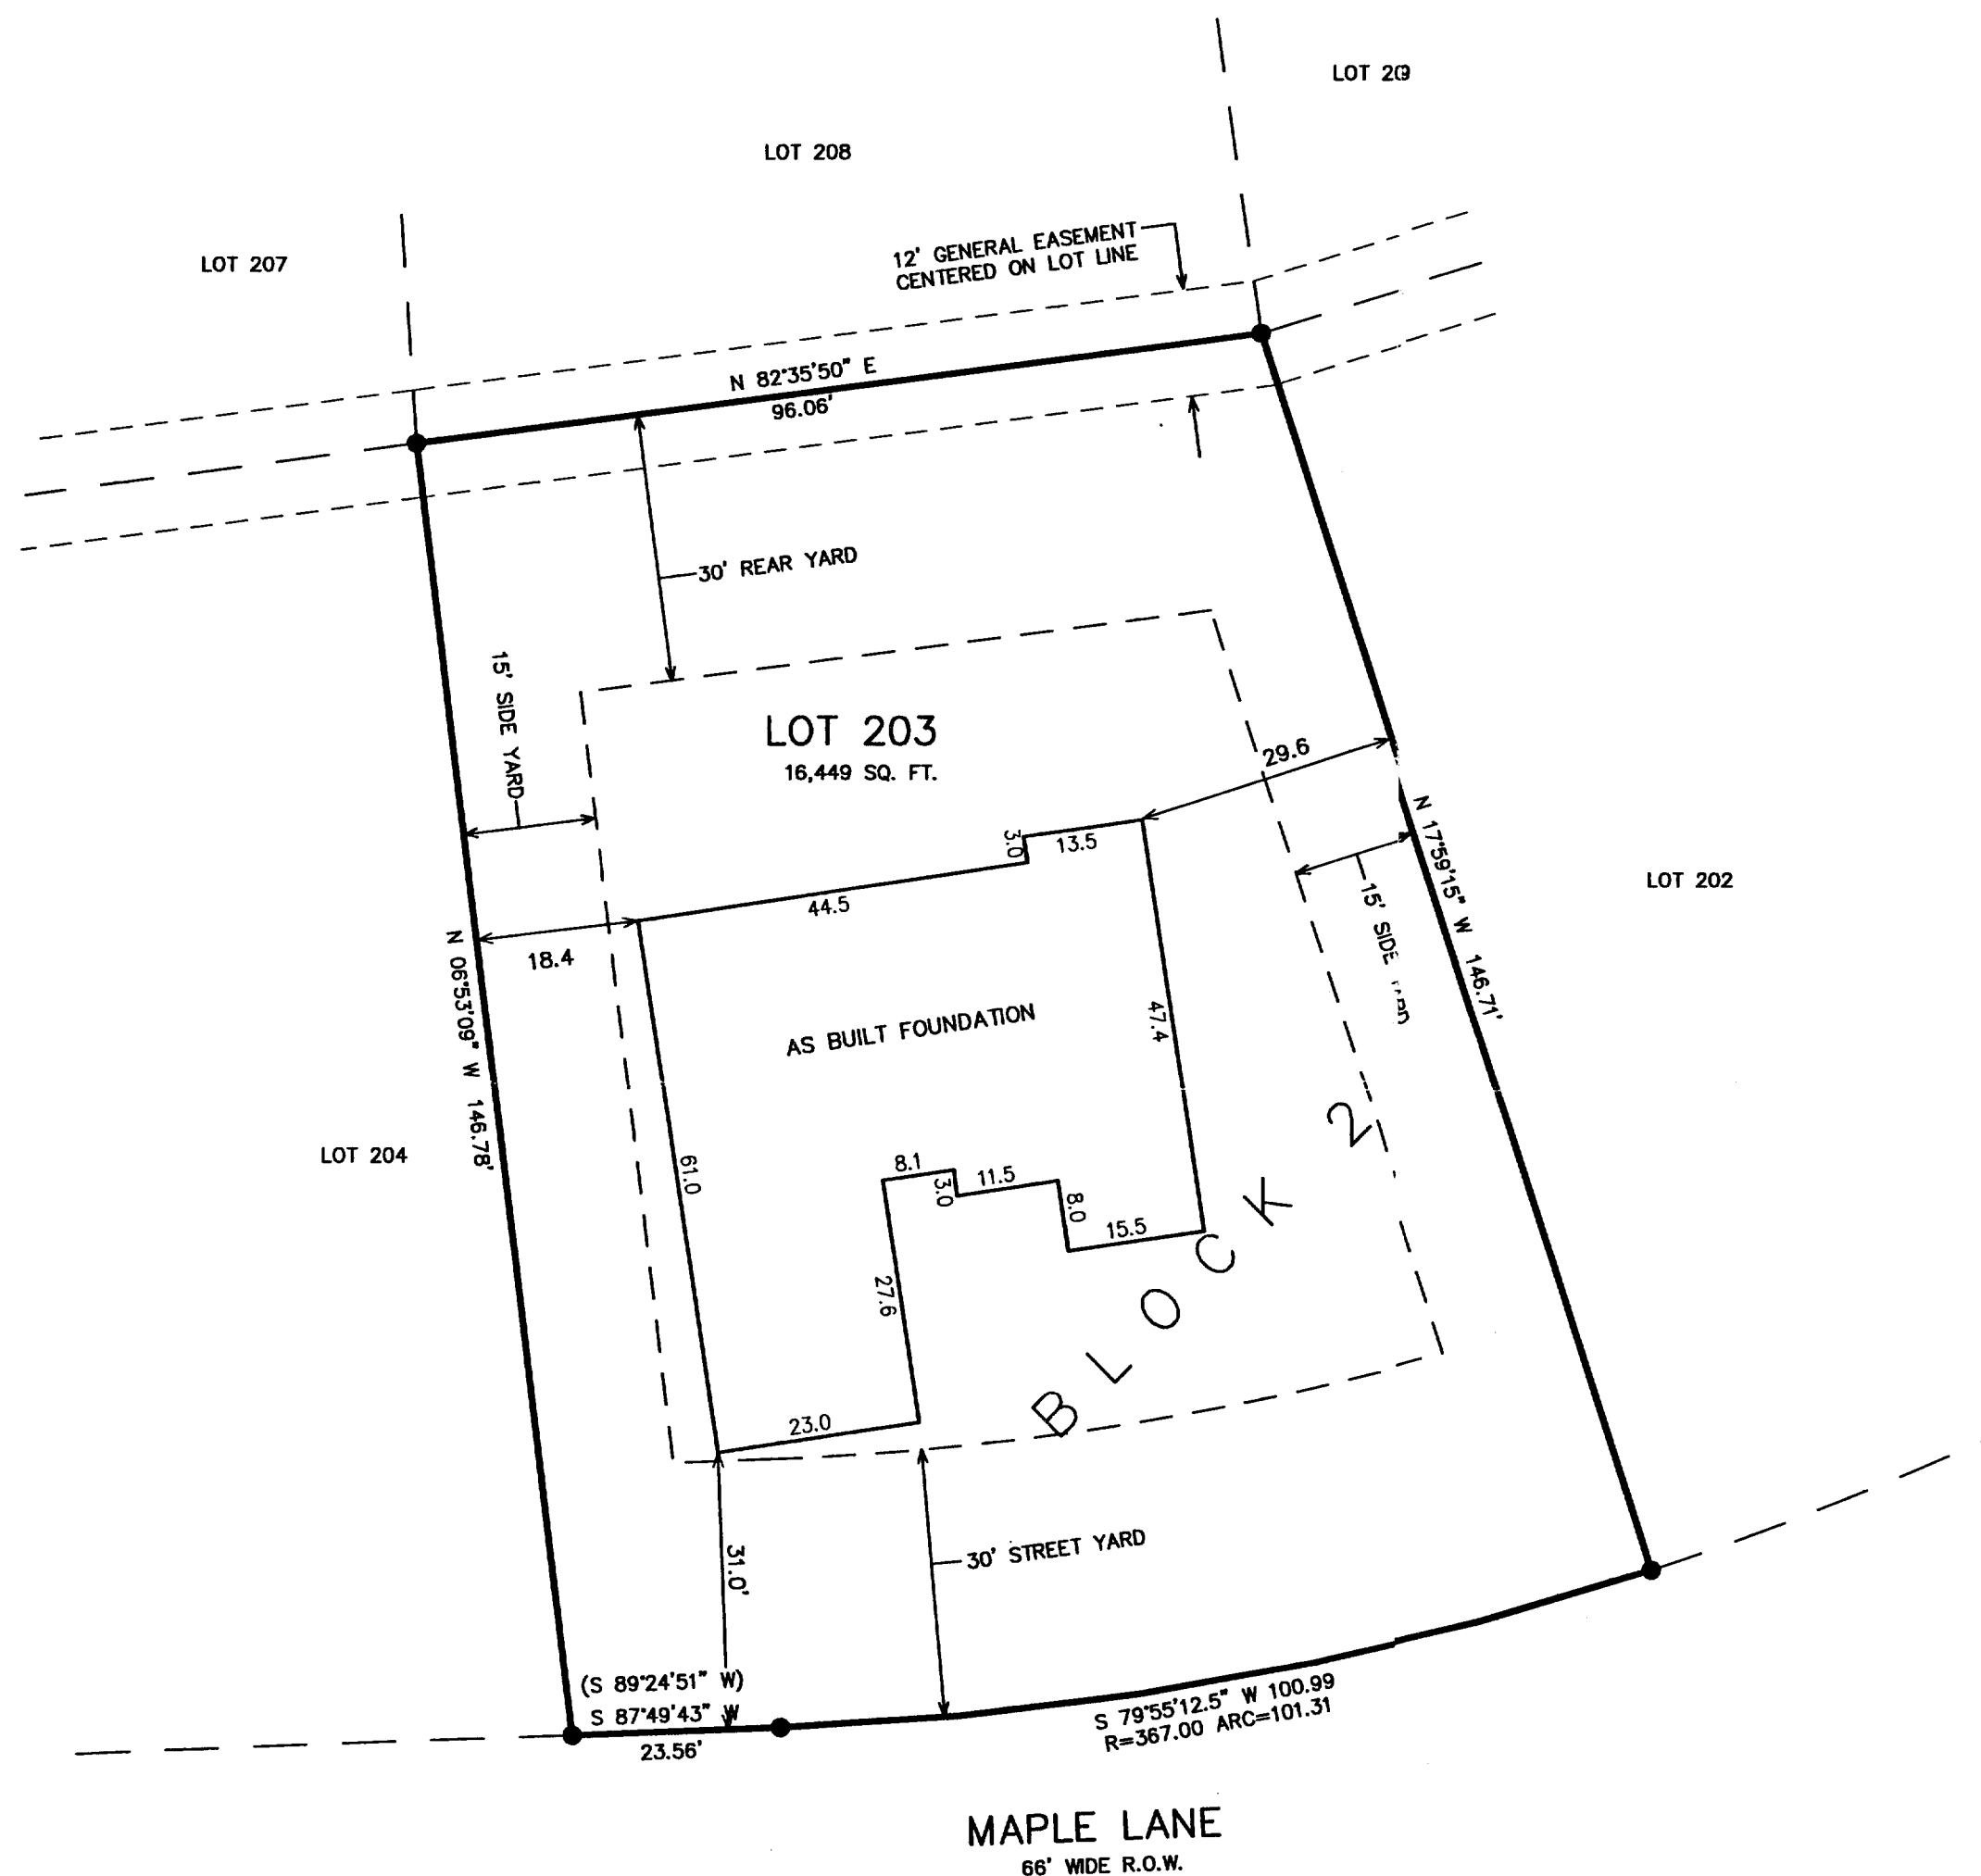 LOT 20
LOT 208
LOT 207
12' GENERAL EASEMENT
CENTERED ON LOT LINE
N 82°35'50" E
96.06'
30' REAR YARD
15' SIDE YARD
LOT 203
16,449 SQ. FT.
29.6
3.0
13.5
N 17°59'15" W 146.71'
LOT 202
15' SIDE
44.5
18.4
N 06°53'09" W 146.78'
AS BUILT FOUNDATION
47.4
LOT 204
61.0
8.1
3.0
11.5
8.0
15.5
27.6
BLOCK 2
23.0
31.0'
30' STREET YARD
(S 89°24'51" W)
S 87°49'43" W
23.56'
S 79°55'12.5" W 100.99
R=367.00 ARC=101.31
MAPLE LANE
66' WIDE R.O.W.